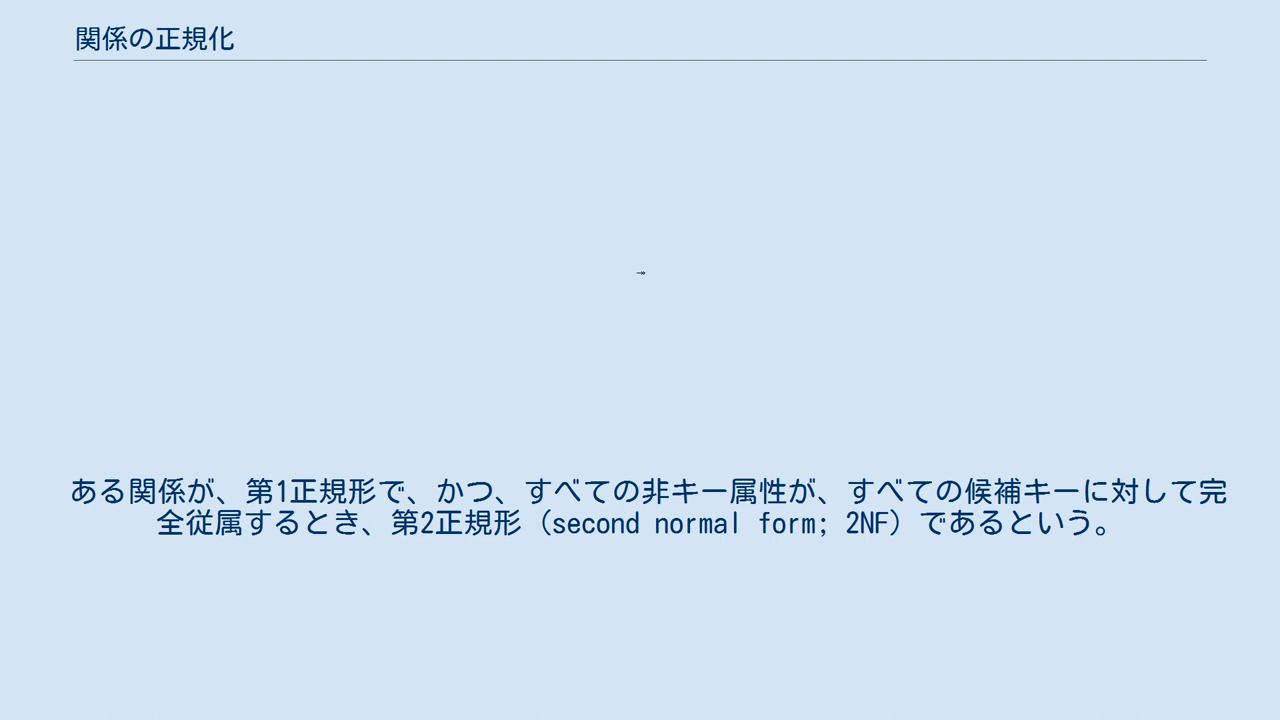 関係の正規化
↠
ある関係が、第1正規形で、かつ、すべての非キー属性が、すべての候補キーに対して完
全従属するとき、第2正規形（second normal form; 2NF）であるという。